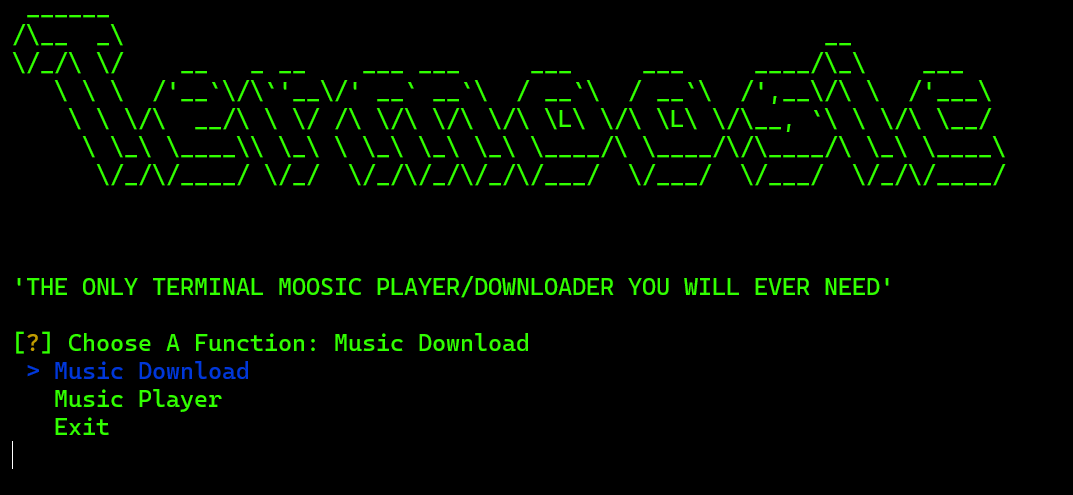 Termoosic
'THE ONLY TERMINAL MOOSIC PLAYER/DOWNLOADER YOU WILL EVER NEED'
[?] Choose A Function: Music Download
> Music Download
Music Player
Exit